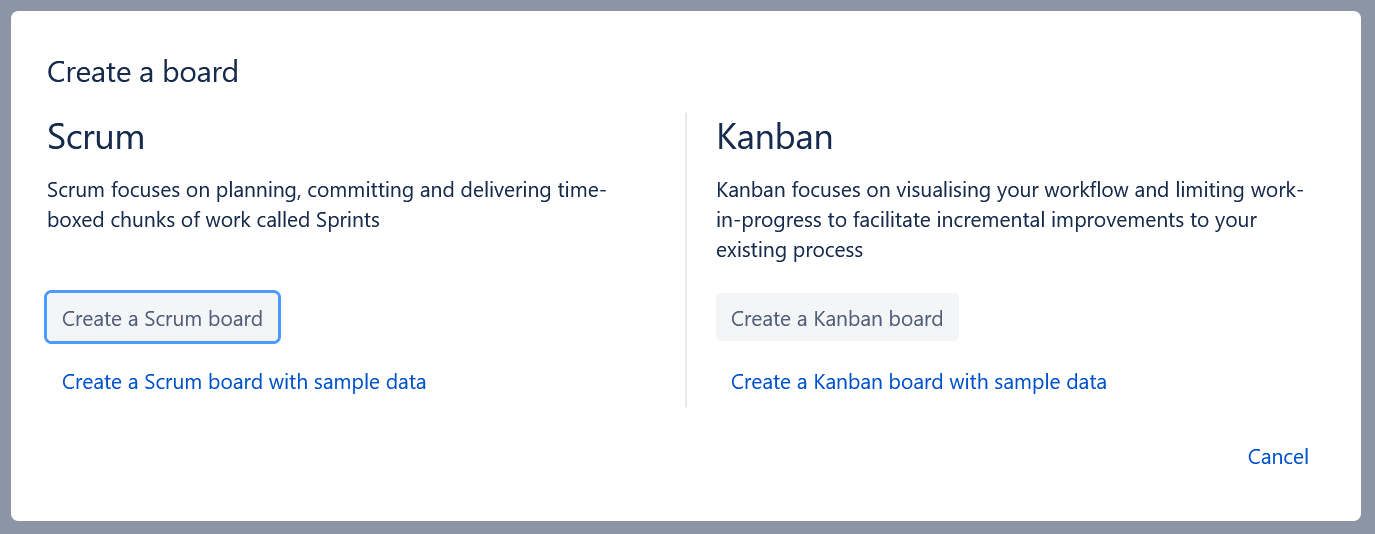 Create a board
Scrum
Scrum focuses on planning, committing and delivering time-
boxed chunks of work called Sprints
Create a Scrum board
Create a Scrum board with sample data
Kanban
Kanban focuses on visualising your workflow and limiting work-
in-progress to facilitate incremental improvements to your
existing process
Create a Kanban board
Create a Kanban board with sample data
Cancel